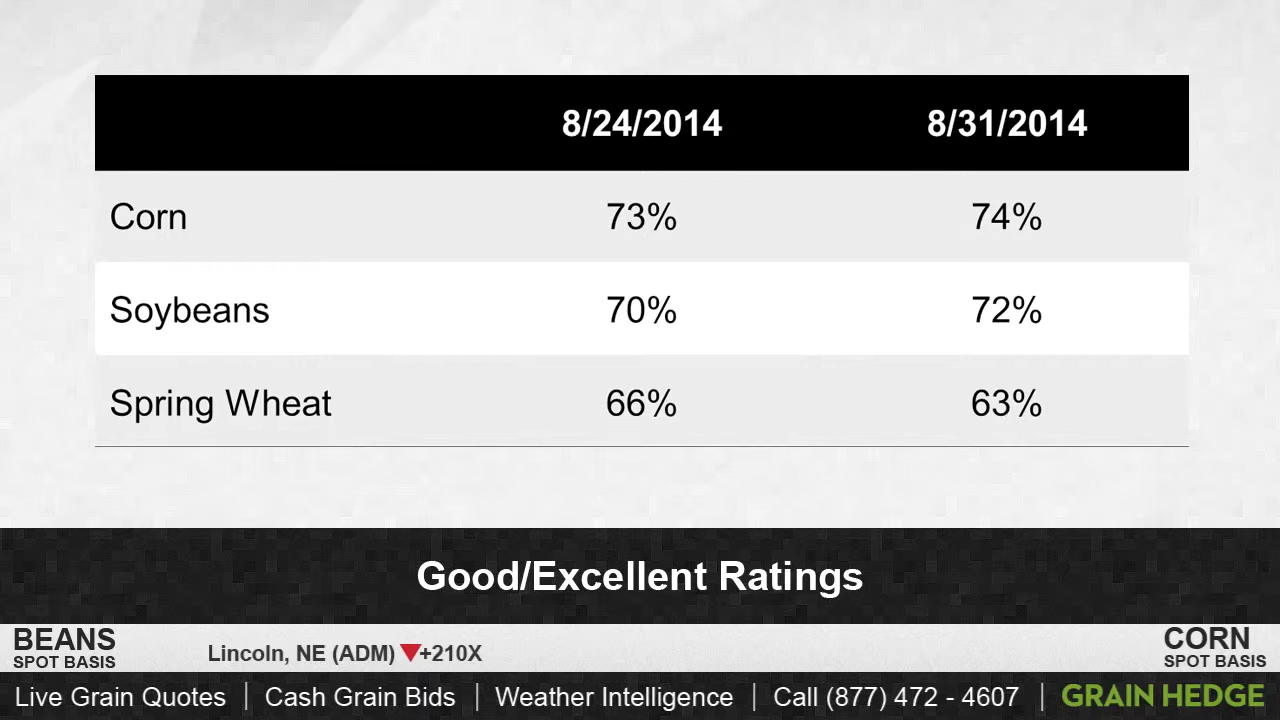 8/24/2014 8/31/2014
Corn 73% 74%
Soybeans 70% 72%
Spring Wheat 66% 63%
Good/Excellent Ratings
BEANS
SPOT BASIS
Lincoln, NE (ADM) ▼+210X
CORN
SPOT BASIS
Live Grain Quotes | Cash Grain Bids | Weather Intelligence | Call (877) 472 - 4607 | GRAIN HEDGE